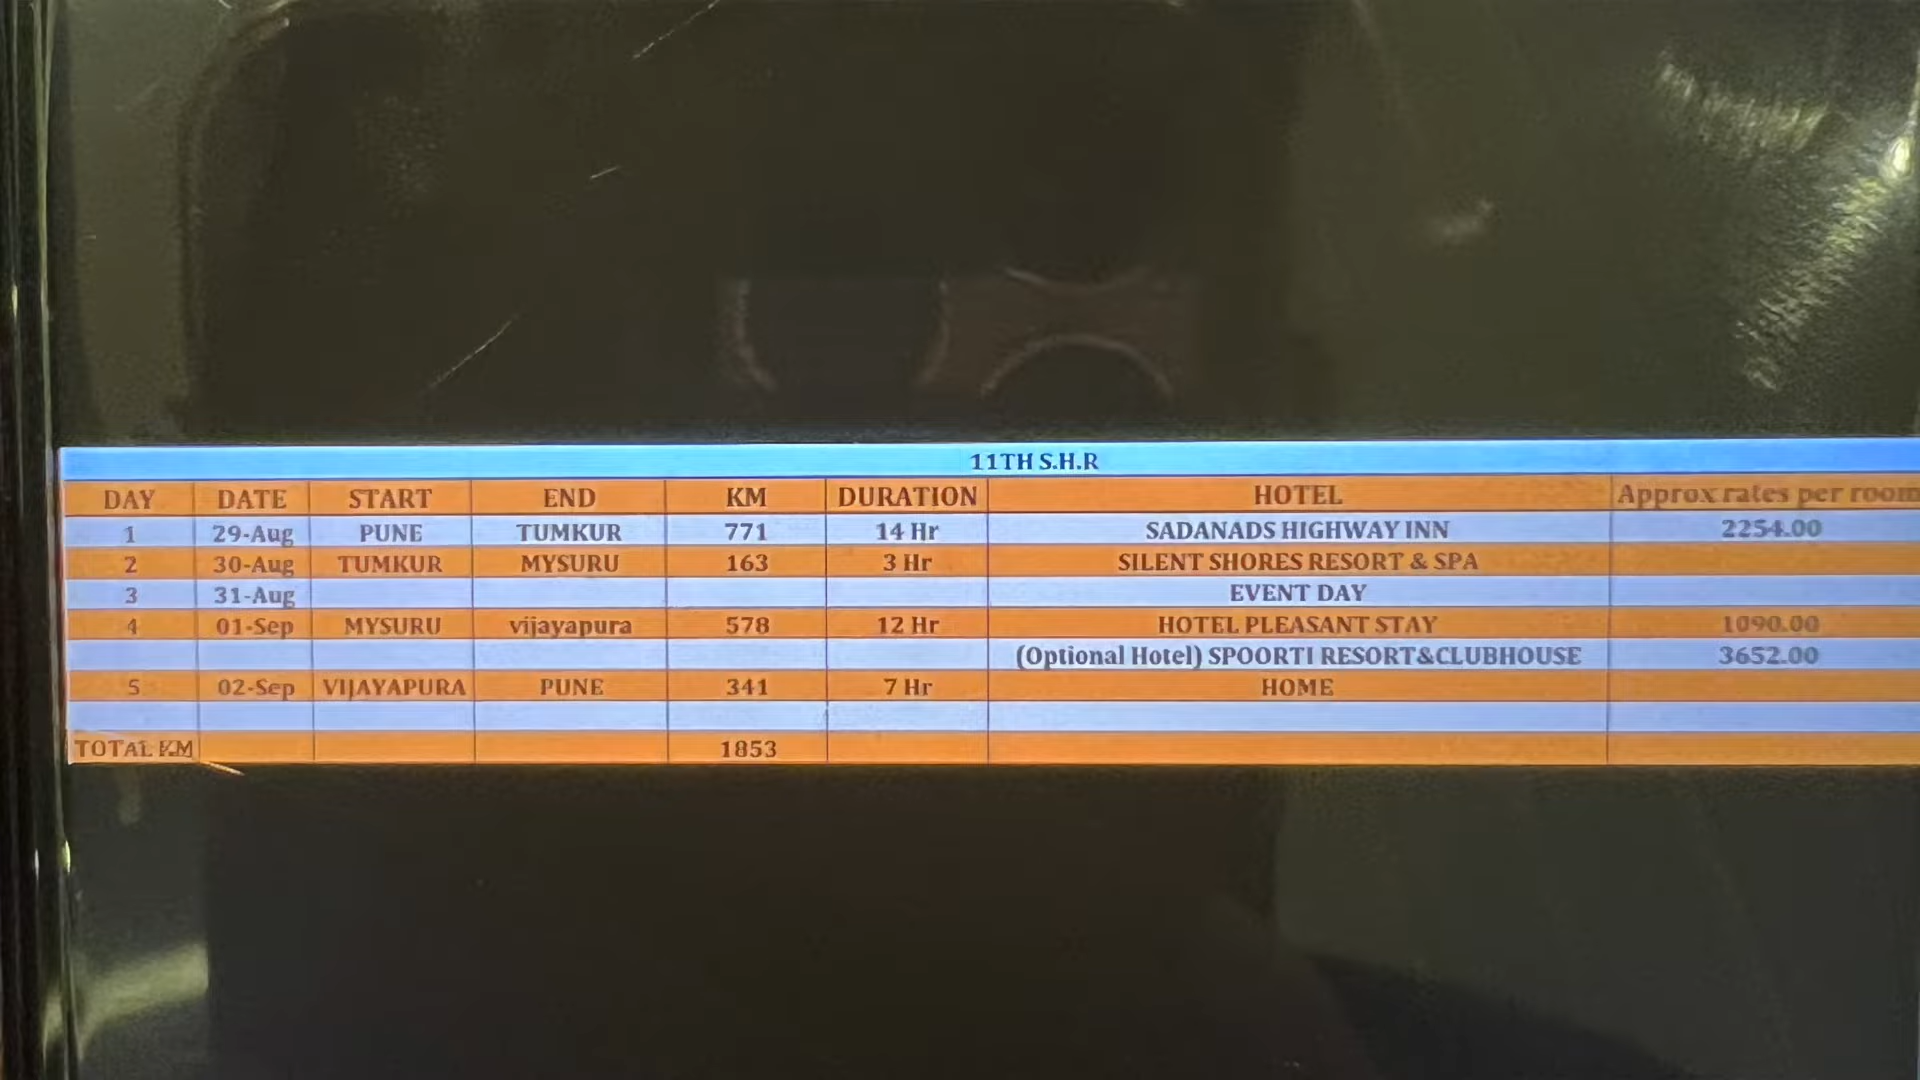 11TH S.H.R
DAY DATE START END KM DURATION HOTEL Approx rates per room
1 29-Aug PUNE TUMKUR 771 14 Hr SADANADS HIGHWAY INN 2254.00
2 30-Aug TUMKUR MYSURU 163 3 Hr SILENT SHORES RESORT & SPA
3 31-Aug EVENT DAY
4 01-Sep MYSURU vijayapura 578 12 Hr HOTEL PLEASANT STAY 1090.00
(Optional Hotel) SPOORTI RESORT&CLUBHOUSE 3652.00
5 02-Sep VIJAYAPURA PUNE 341 7 Hr HOME
TOTAL KM 1853